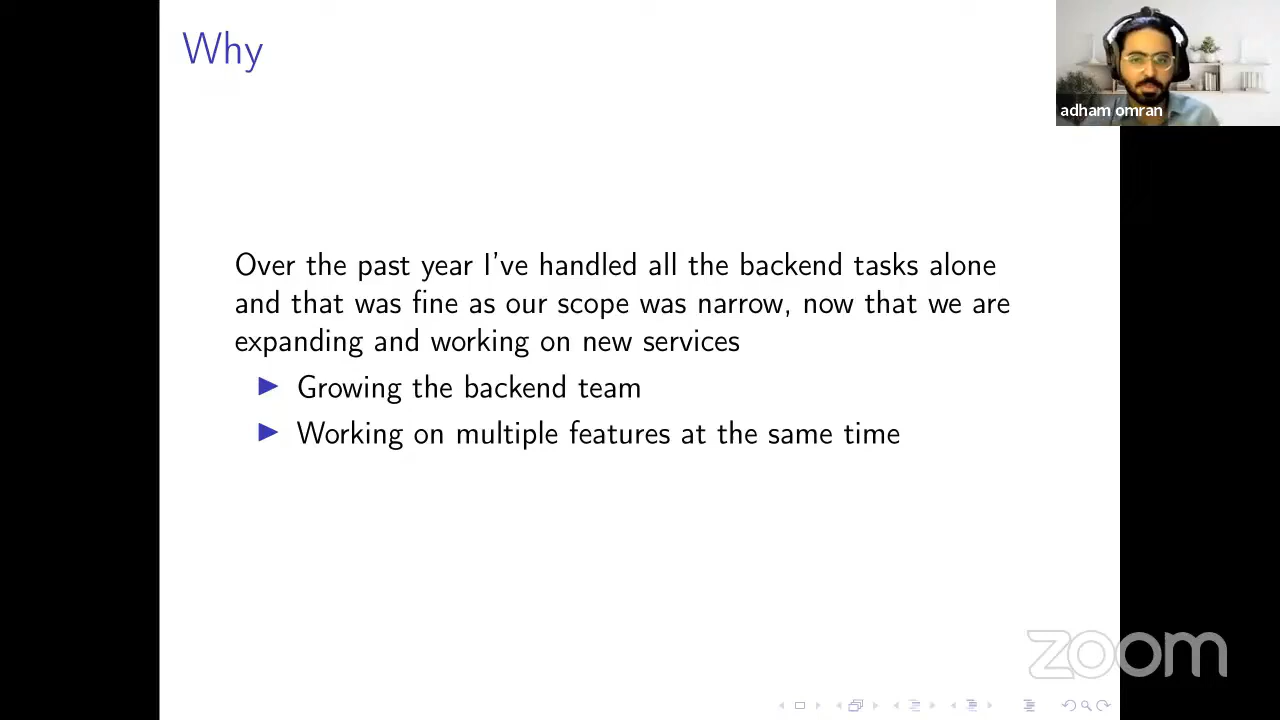 Why
adham omran
Over the past year I've handled all the backend tasks alone
and that was fine as our scope was narrow, now that we are
expanding and working on new services
Growing the backend team
Working on multiple features at the same time
zoom